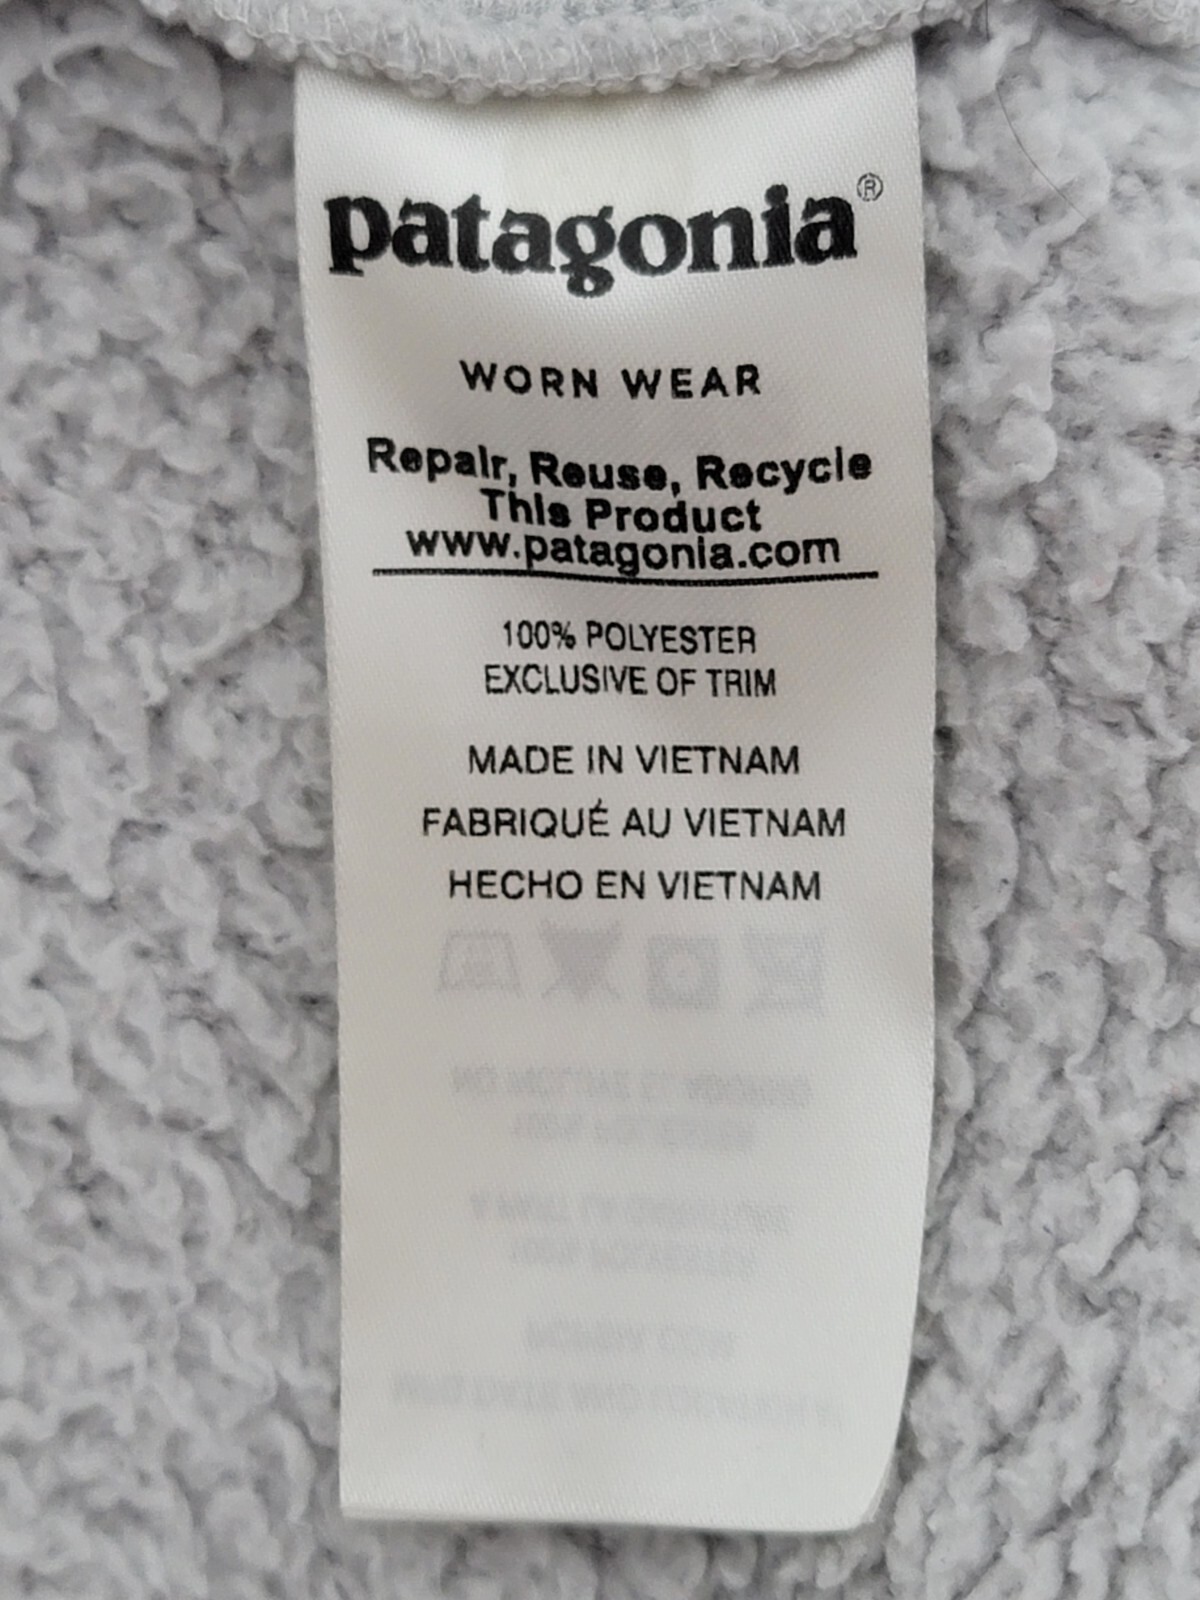 patagonia®
WORN WEAR
Repair, Reuse, Recycle
This Product
www.patagonia.com
100% POLYESTER
EXCLUSIVE OF TRIM
MADE IN VIETNAM
FABRIQUÉ AU VIETNAM
HECHO EN VIETNAM